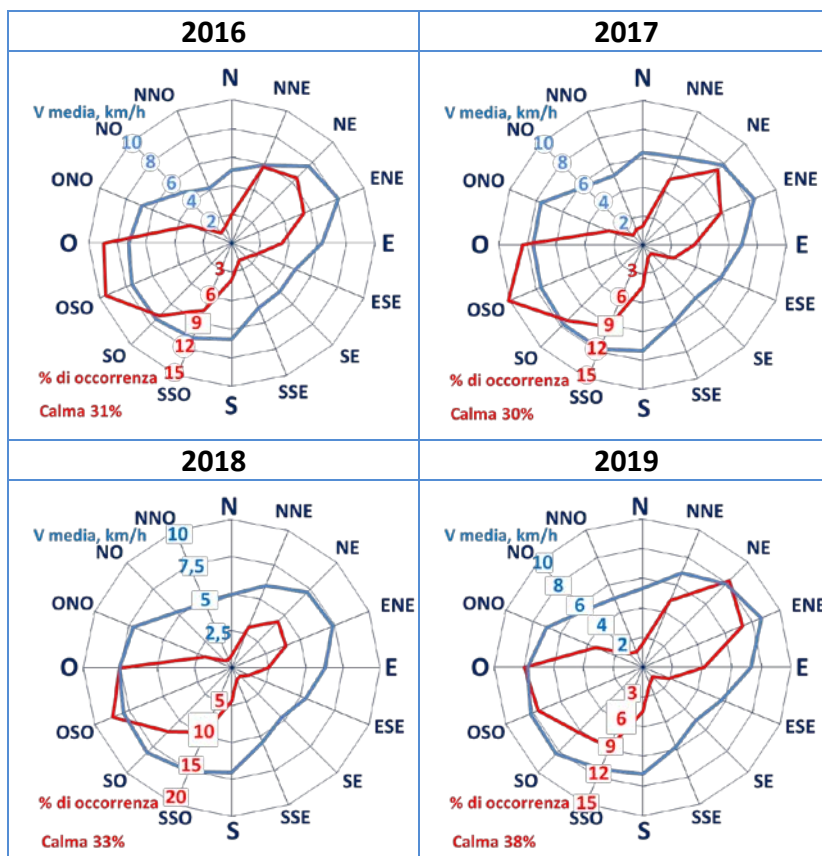 2016
N
NNO
NNE
V media, km/h
NO
10
NE
8
6
ONO
ENE
4
2
O
E
3
OSO
6
ESE
9
SO
12
SE
% di occorrenza
15
SSO
SSE
S
Calma 31%
2017
N
NNO
NNE
V media, km/h
NO
10
NE
8
6
ONO
ENE
4
2
O
E
3
OSO
6
ESE
9
SO
12
SE
% di occorrenza
15
SSO
SSE
S
Calma 30%
2018
N
NNO
NNE
V media, km/h
10
NO
NE
7,5
ONO
5
ENE
2,5
O
E
5
OSO
ESE
10
SO
15
SE
% di occorrenza
20
SSO
SSE
S
Calma 33%
2019
N
NNO
NNE
V media, km/h
NO
10
NE
8
6
ONO
ENE
4
2
O
E
3
OSO
6
ESE
9
SO
12
SE
% di occorrenza
15
SSO
SSE
S
Calma 38%